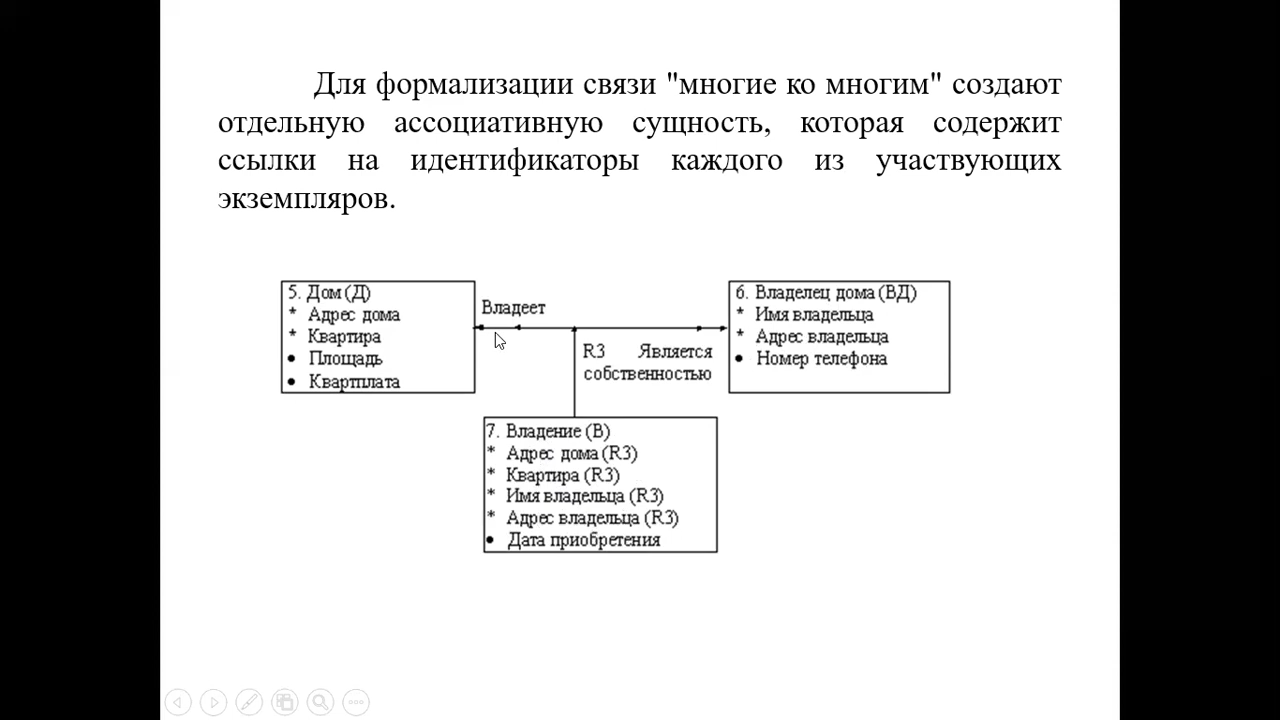 Для формализации связи "многие ко многим" создают
отдельную ассоциативную сущность, которая содержит
ссылки на идентификаторы каждого из участвующих
экземпляров.
5. Дом (Д)
* Адрес дома
* Квартира
• Площадь
• Квартплата
Владеет
R3 Является
собственностью
6. Владелец дома (ВД)
* Имя владельца
* Адрес владельца
• Номер телефона
7. Владение (В)
* Адрес дома (R3)
* Квартира (R3)
* Имя владельца (R3)
* Адрес владельца (R3)
• Дата приобретения